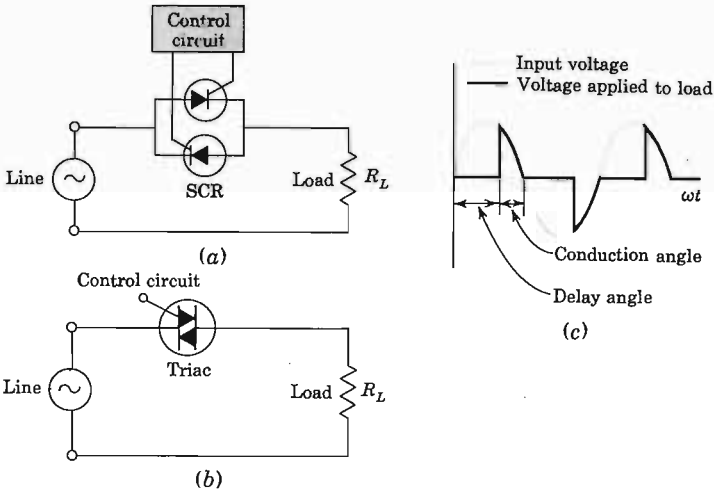 Control
circuit
Line
SCR
Load R_L
(a)
Control circuit
Triac
Line
Load R_L
(b)
Input voltage
Voltage applied to load
ωt
Conduction angle
Delay angle
(c)